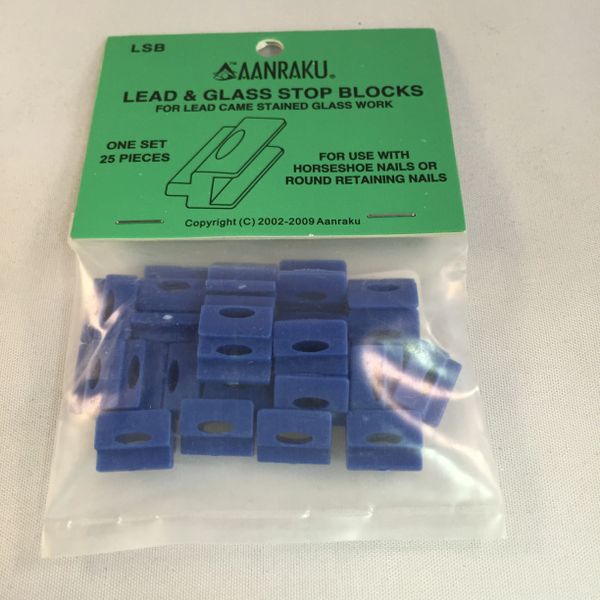 LSB
AANRAKU®
LEAD & GLASS STOP BLOCKS
FOR LEAD CAME STAINED GLASS WORK
ONE SET
25 PIECES
FOR USE WITH
HORSESHOE NAILS OR
ROUND RETAINING NAILS
Copyright (C) 2002-2009 Aanraku